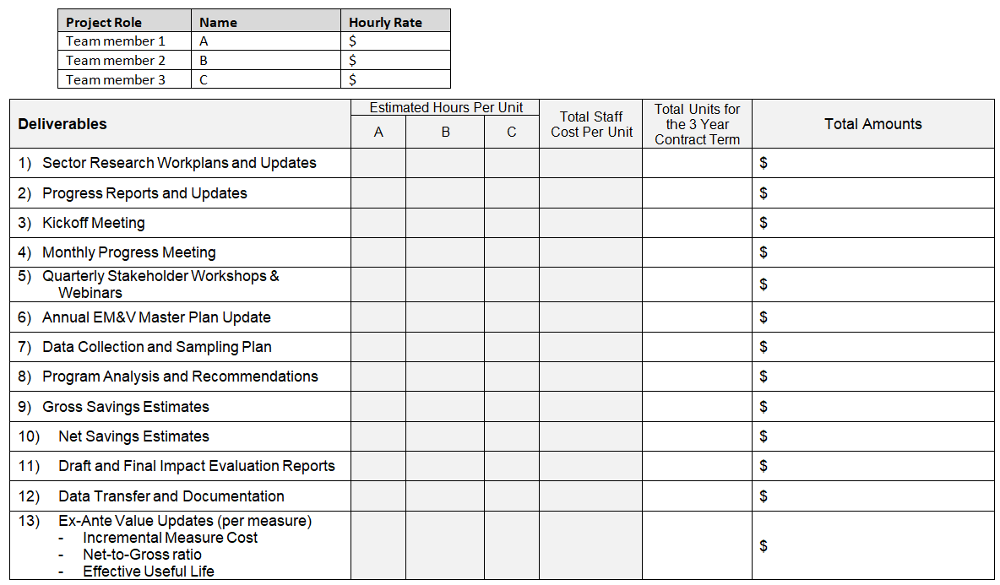 Project Role Name Hourly Rate
Team member 1 A $
Team member 2 B $
Team member 3 C $
Deliverables
Estimated Hours Per Unit
A B C
Total Staff
Cost Per Unit
Total Units for
the 3 Year
Contract Term
Total Amounts
1) Sector Research Workplans and Updates $
2) Progress Reports and Updates $
3) Kickoff Meeting $
4) Monthly Progress Meeting $
5) Quarterly Stakeholder Workshops &
Webinars
$
6) Annual EM&V Master Plan Update $
7) Data Collection and Sampling Plan $
8) Program Analysis and Recommendations $
9) Gross Savings Estimates $
10) Net Savings Estimates $
11) Draft and Final Impact Evaluation Reports $
12) Data Transfer and Documentation $
13) Ex-Ante Value Updates (per measure)
- Incremental Measure Cost
- Net-to-Gross ratio
- Effective Useful Life
$